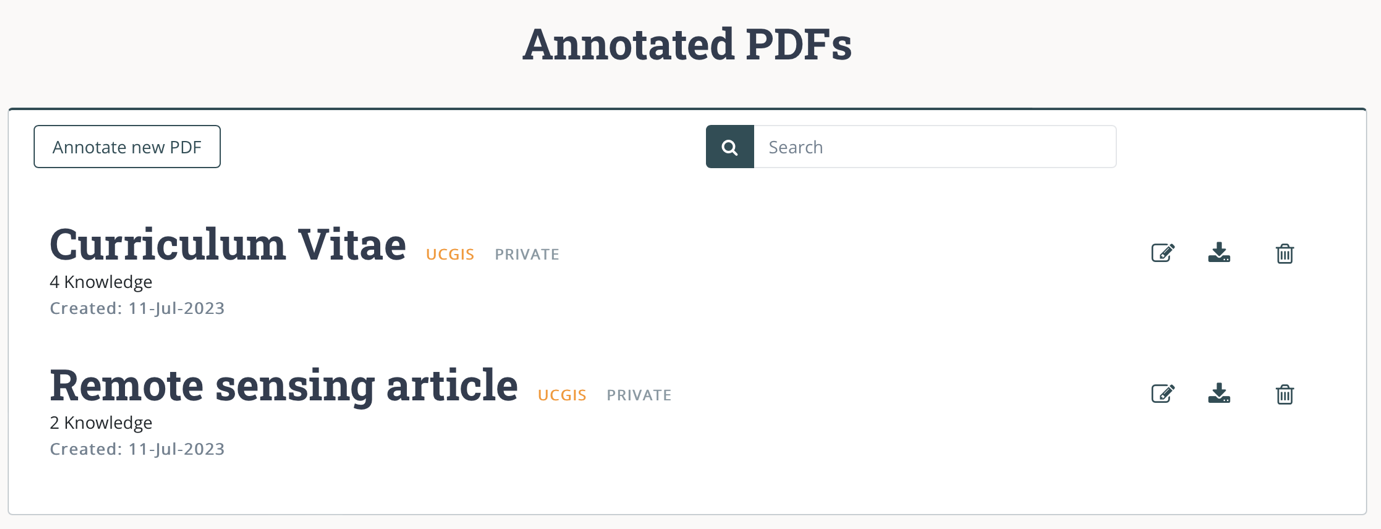 Annotated PDFs
Annotate new PDF
Search
Curriculum Vitae UCGIS PRIVATE
4 Knowledge
Created: 11-Jul-2023
Remote sensing article UCGIS PRIVATE
2 Knowledge
Created: 11-Jul-2023